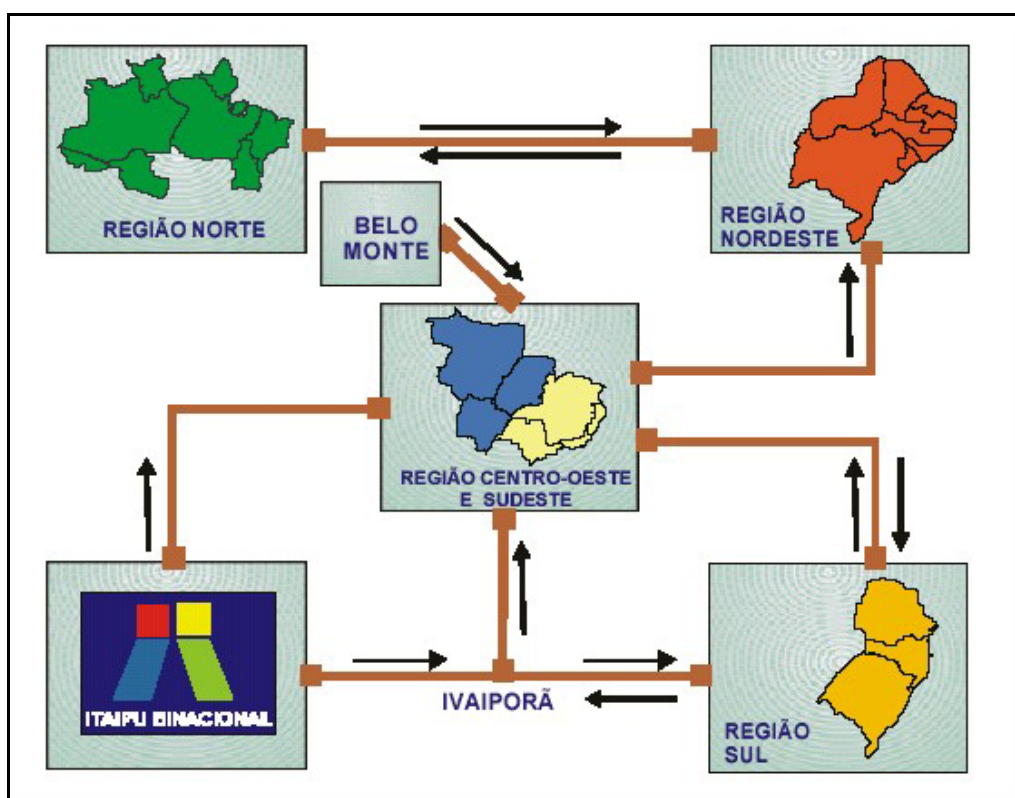 REGIÃO NORTE
REGIÃO
NORDESTE
BELO
MONTE
REGIÃO CENTRO-OESTE
E SUDESTE
ITAIPU BINACIONAL
IVAIPORÃ
REGIÃO
SUL